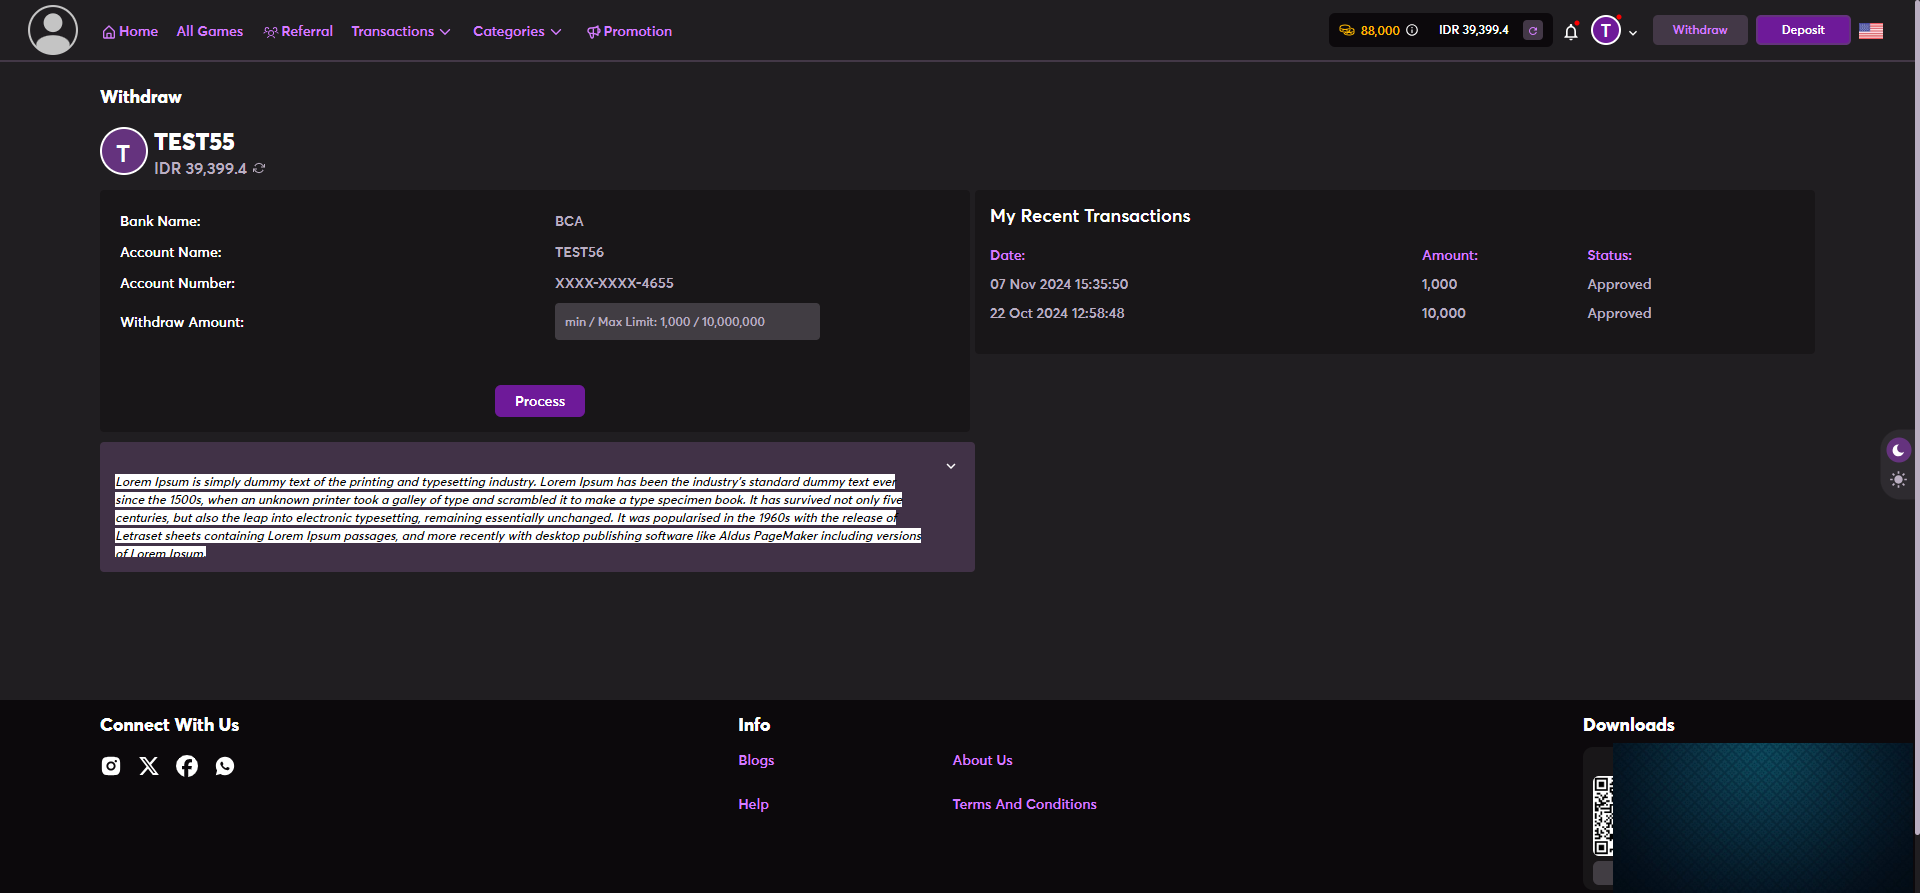 Home All Games Referral Transactions Categories Promotion 88,000 IDR 39,399.4 T Withdraw Deposit
Withdraw
T TEST55
IDR 39,399.4
Bank Name: BCA
Account Name: TEST56
Account Number: XXXX-XXXX-4655
Withdraw Amount: min / Max Limit: 1,000 / 10,000,000
Process
My Recent Transactions
Date: Amount: Status:
07 Nov 2024 15:35:50 1,000 Approved
22 Oct 2024 12:58:48 10,000 Approved
Lorem Ipsum is simply dummy text of the printing and typesetting industry. Lorem Ipsum has been the industry's standard dummy text ever
since the 1500s, when an unknown printer took a galley of type and scrambled it to make a type specimen book. It has survived not only five
centuries, but also the leap into electronic typesetting, remaining essentially unchanged. It was popularised in the 1960s with the release of
Letraset sheets containing Lorem Ipsum passages, and more recently with desktop publishing software like Aldus PageMaker including versions
of Lorem Ipsum.
Connect With Us
Info
Blogs About Us
Help Terms And Conditions
Downloads